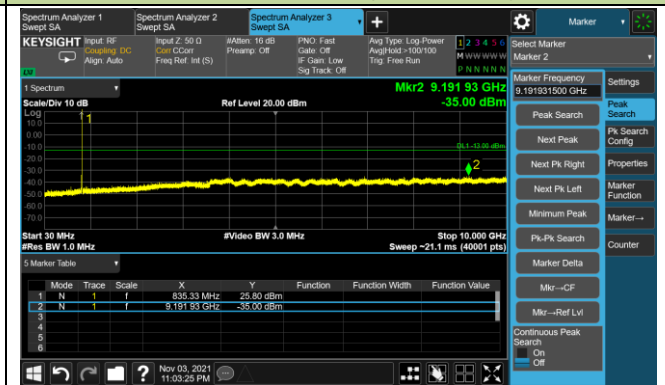 Spectrum Analyzer 1
Swept SA
Spectrum Analyzer 2
Swept SA
Spectrum Analyzer 3
Swept SA
Marker
KEYSIGHT
Input: RF
Coupling: DC
Align: Auto
Input Z: 50 Ω
Corr CCorr
Freq Ref: Int (S)
#Atten: 16 dB
Preamp: Off
PNO: Fast
Gate: Off
IF Gain: Low
Sig Track: Off
Avg Type: Log-Power
Avg|Hold:>100/100
Trig: Free Run
1 2 3 4 5 6
M W W W W W
P N N N N N
LXI
Select Marker
Marker 2
Marker Frequency
9.191931500 GHz
Peak Search
Next Peak
Next Pk Right
Next Pk Left
Minimum Peak
Pk-Pk Search
Marker Delta
Mkr→CF
Mkr→Ref Lvl
Continuous Peak
Search
On
Off
Settings
Peak
Search
Pk Search
Config
Properties
Marker
Function
Marker→
Counter
1 Spectrum
Mkr2 9.191 93 GHz
Scale/Div 10 dB
Ref Level 20.00 dBm
-35.00 dBm
Log
10.0
0.00
-10.0
-20.0
-30.0
-40.0
-50.0
-60.0
-70.0
1
DL1 -13.00 dBm
2
Start 30 MHz
#Video BW 3.0 MHz
Stop 10.000 GHz
#Res BW 1.0 MHz
Sweep ~21.1 ms (40001 pts)
5 Marker Table
Mode Trace Scale X Y Function Function Width Function Value
1 N 1 f 835.33 MHz 25.80 dBm
2 N 1 f 9.191 93 GHz -35.00 dBm
3
4
5
6
?
Nov 03, 2021
11:03:25 PM